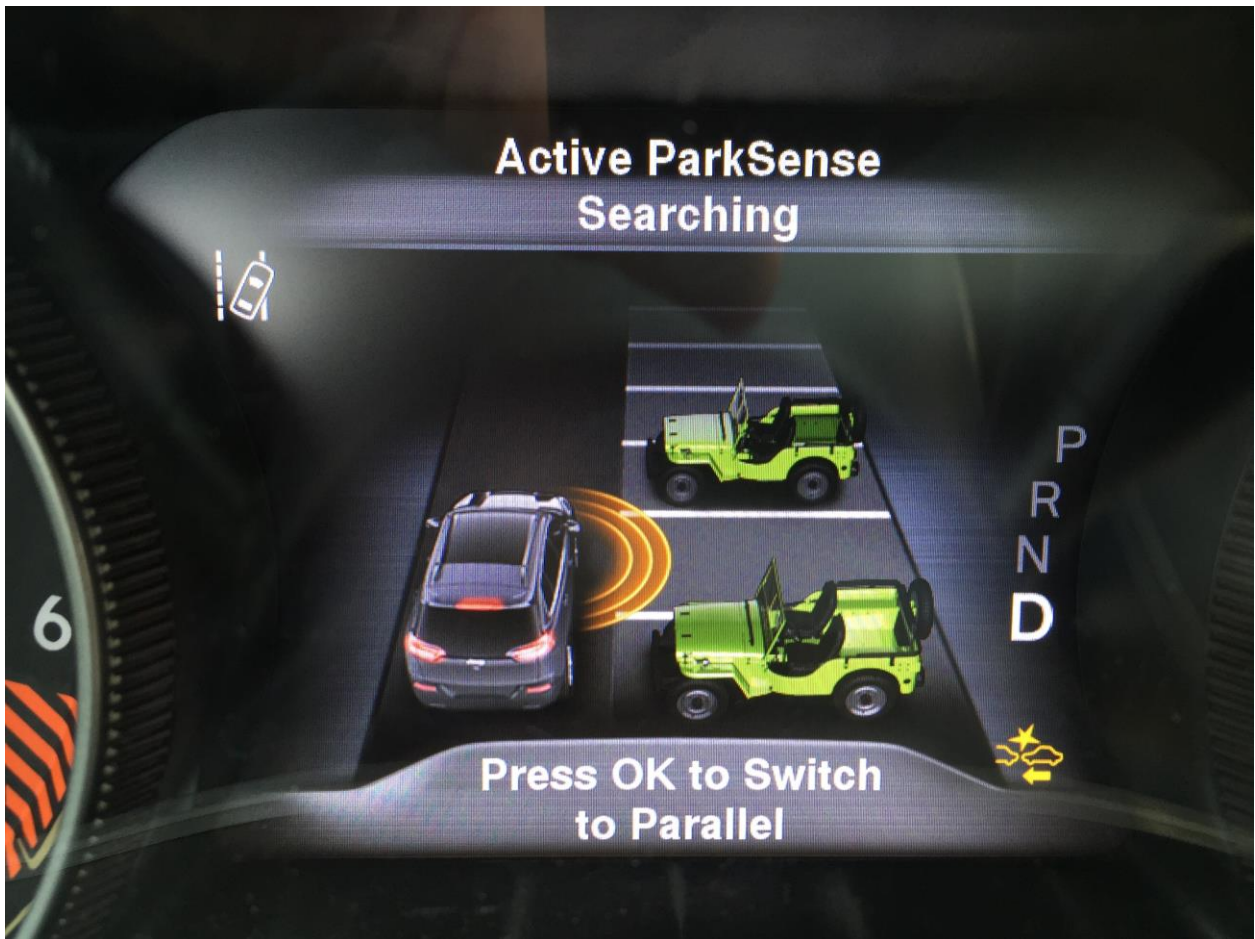 Active ParkSense
Searching
P
R
N
D
6
Press OK to Switch
to Parallel